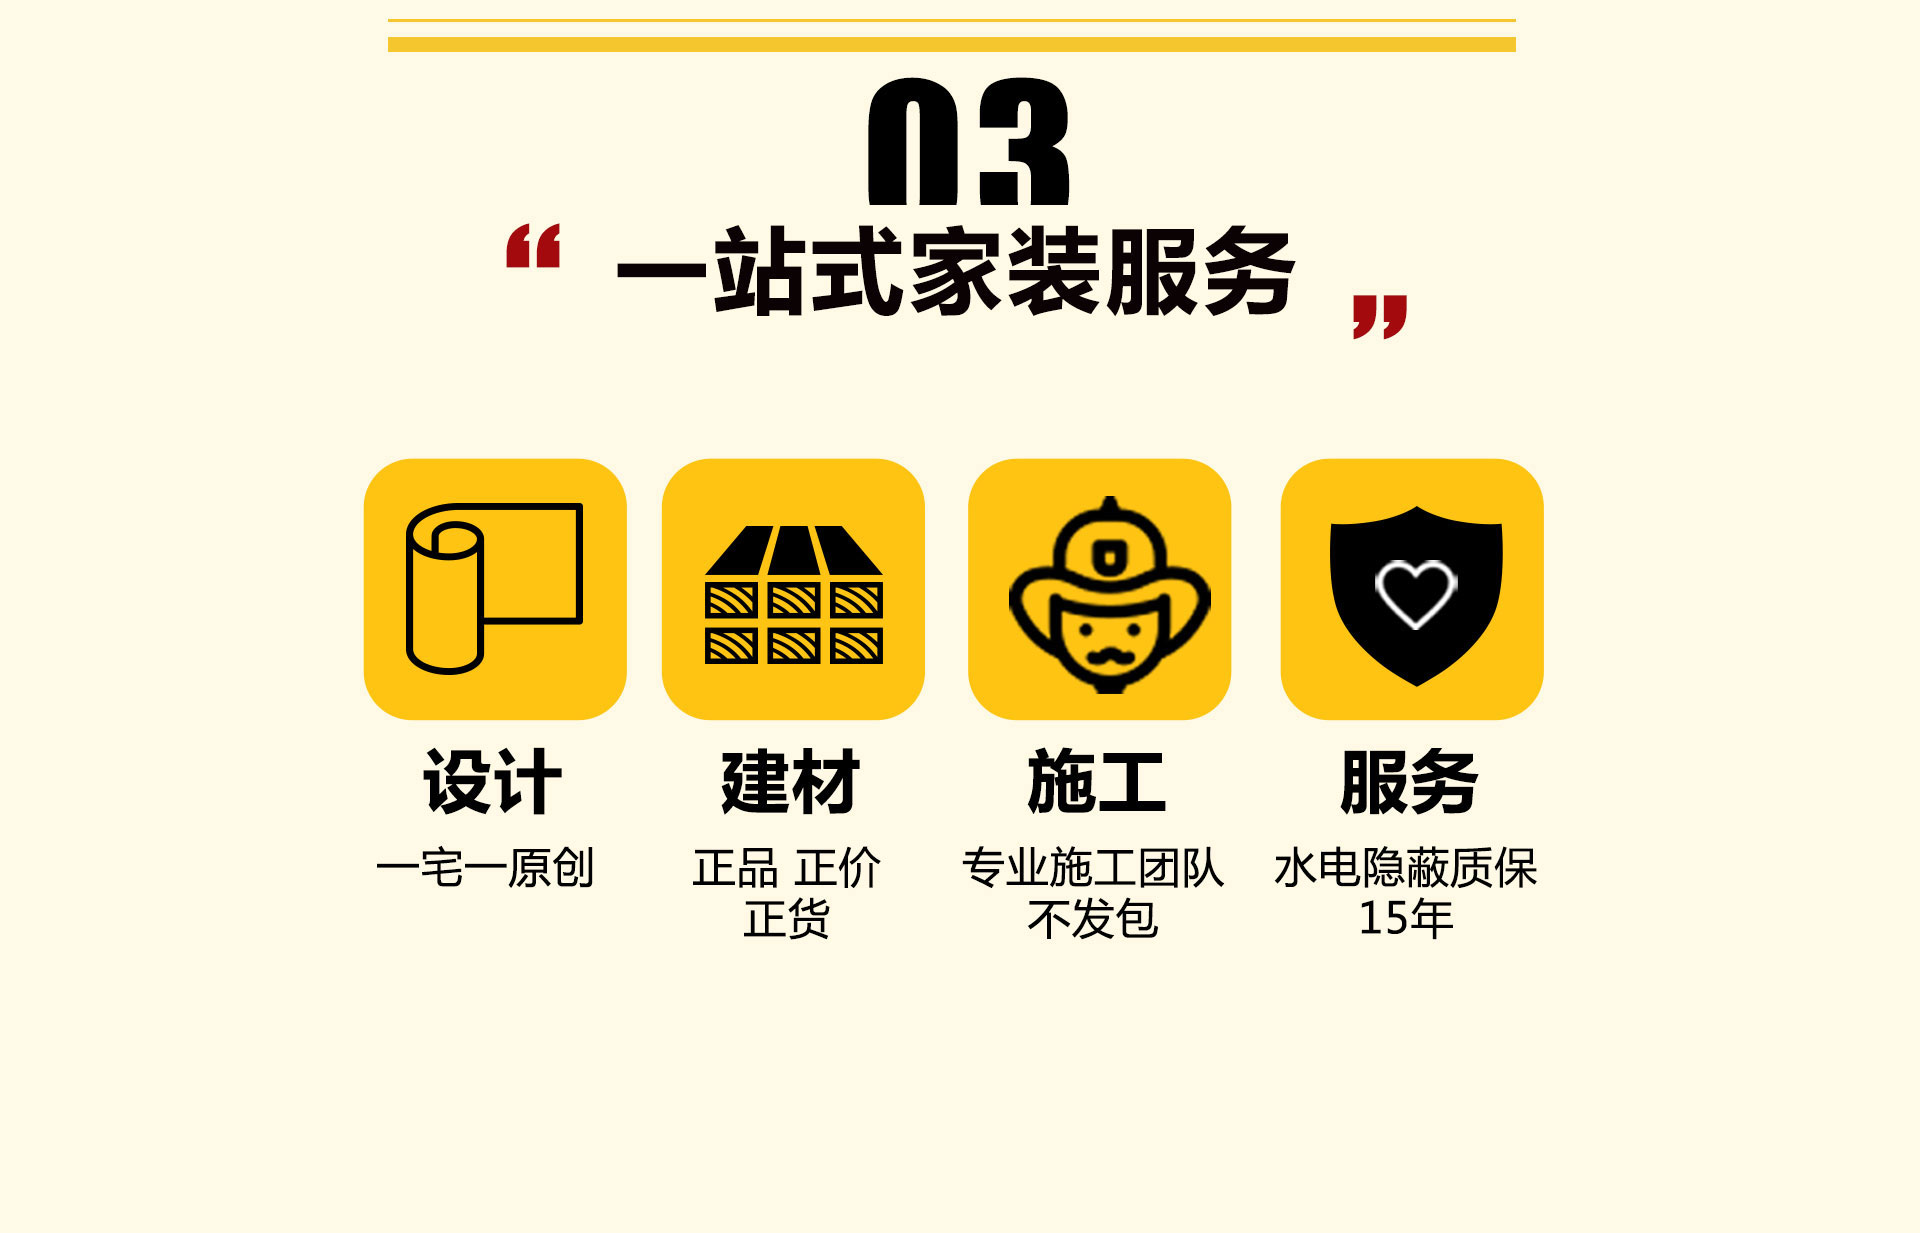 03
“一站式家装服务”
设计
一宅一原创
建材
正品 正价
正货
施工
专业施工团队
不发包
服务
水电隐蔽质保
15年